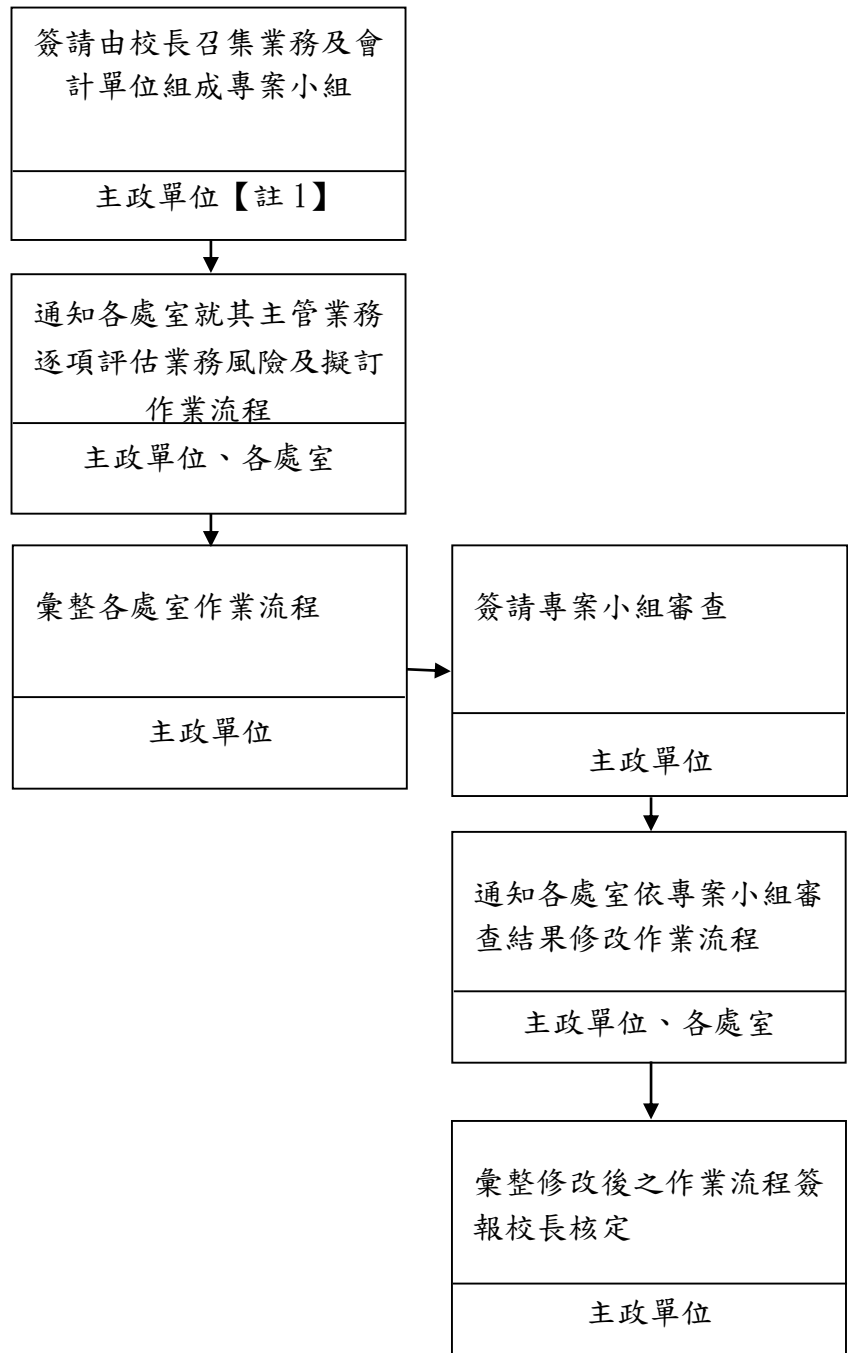 簽請由校長召集業務及會
計單位組成專案小組
主政單位【註1】
通知各處室就其主管業務
逐項評估業務風險及擬訂
作業流程
主政單位、各處室
彙整各處室作業流程
主政單位
簽請專案小組審查
主政單位
通知各處室依專案小組審
查結果修改作業流程
主政單位、各處室
彙整修改後之作業流程簽
報校長核定
主政單位